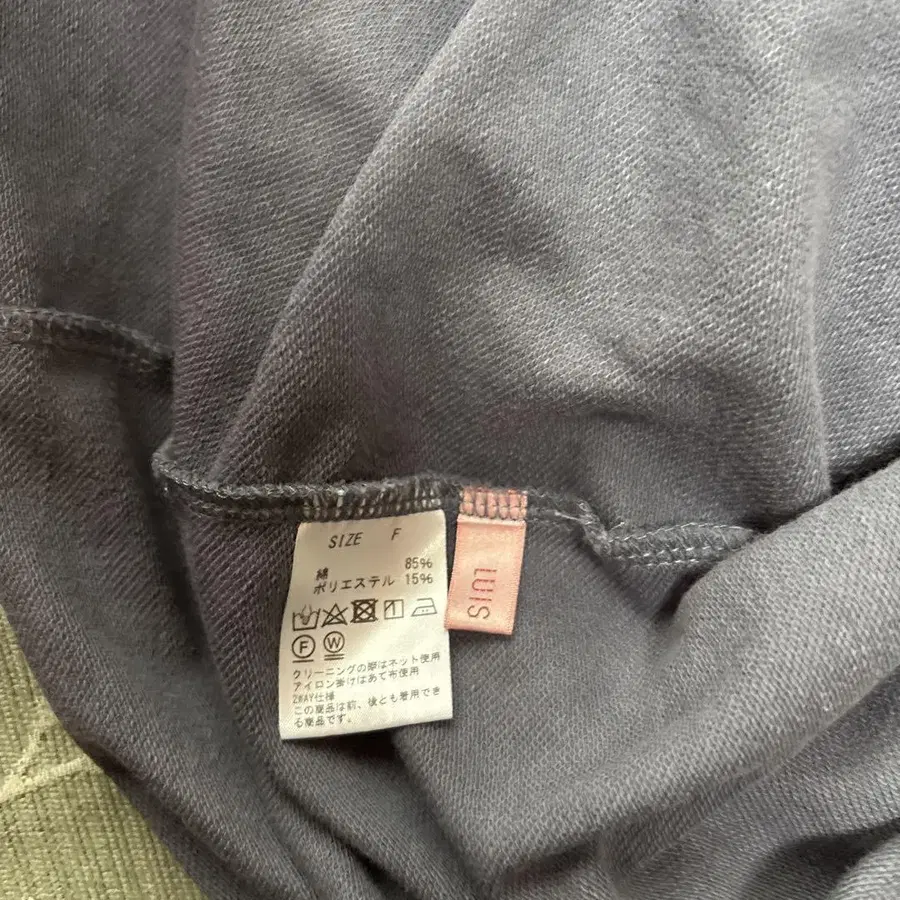 SIZE F
綿 85%
ポリエステル 15%
F W
クリーニングの際はネット使用
アイロン掛けはあて布使用
2WAY仕様
この商品は前、後とも着用でき
る商品です。
LUIS